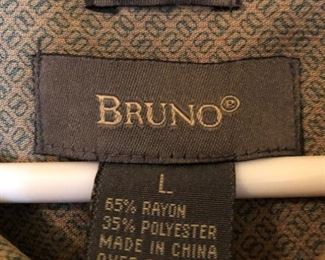 BRUNO℗
L
65% RAYON
35% POLYESTER
MADE IN CHINA